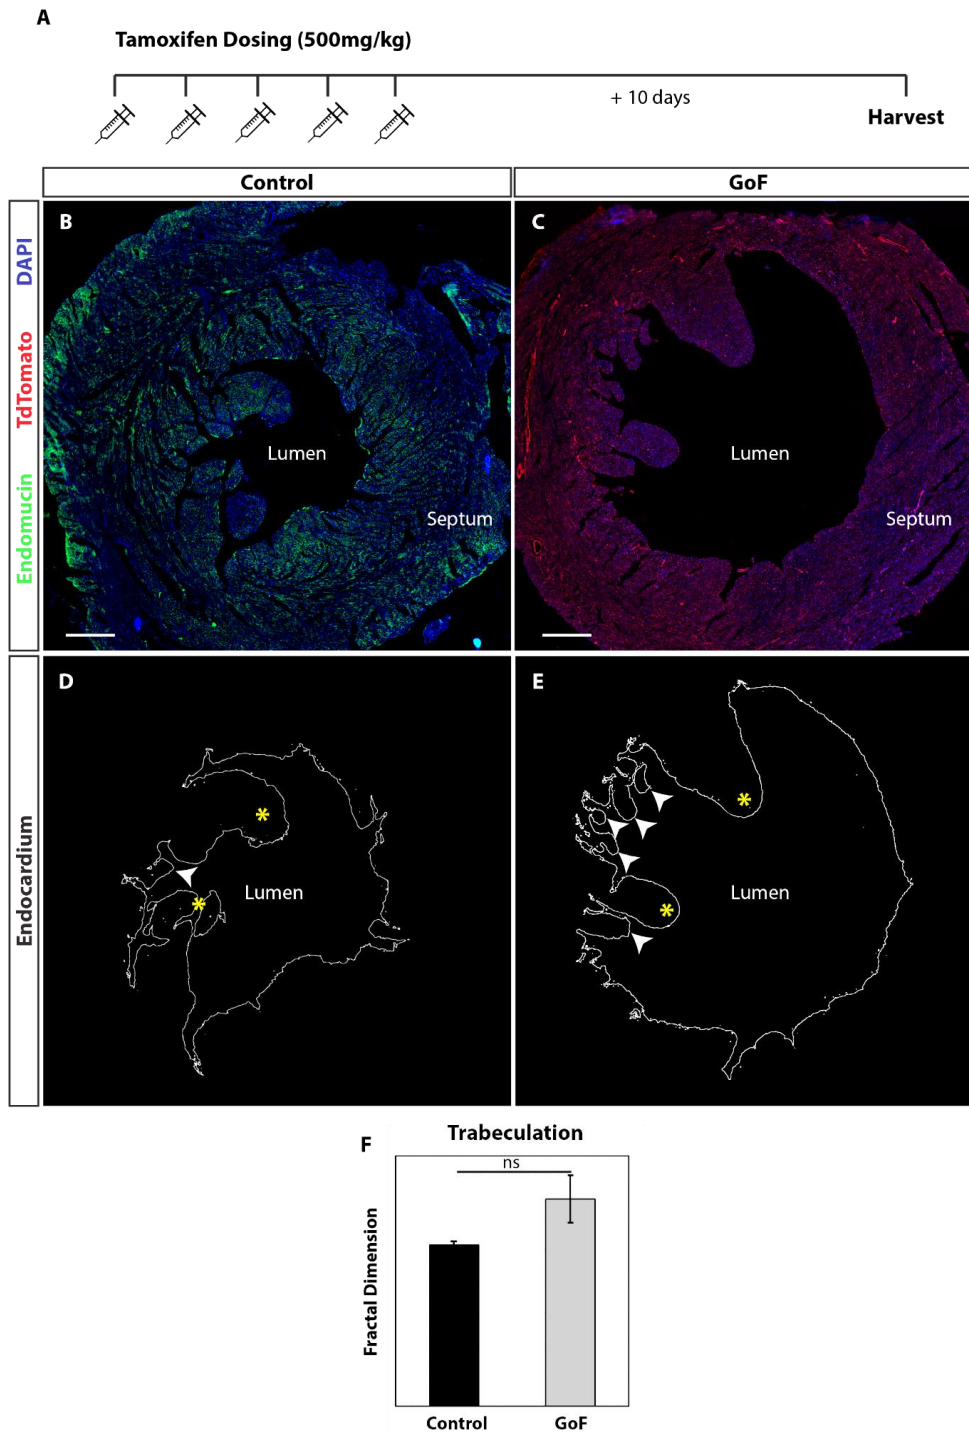 A
Tamoxifen Dosing (500mg/kg)
+ 10 days
Harvest
Control
GoF
Endomucin TdTomato DAPI
B
Lumen
Septum
C
Lumen
Septum
Endocardium
D
*
*
Lumen
E
*
*
Lumen
F
Trabeculation
ns
Fractal Dimension
Control
GoF